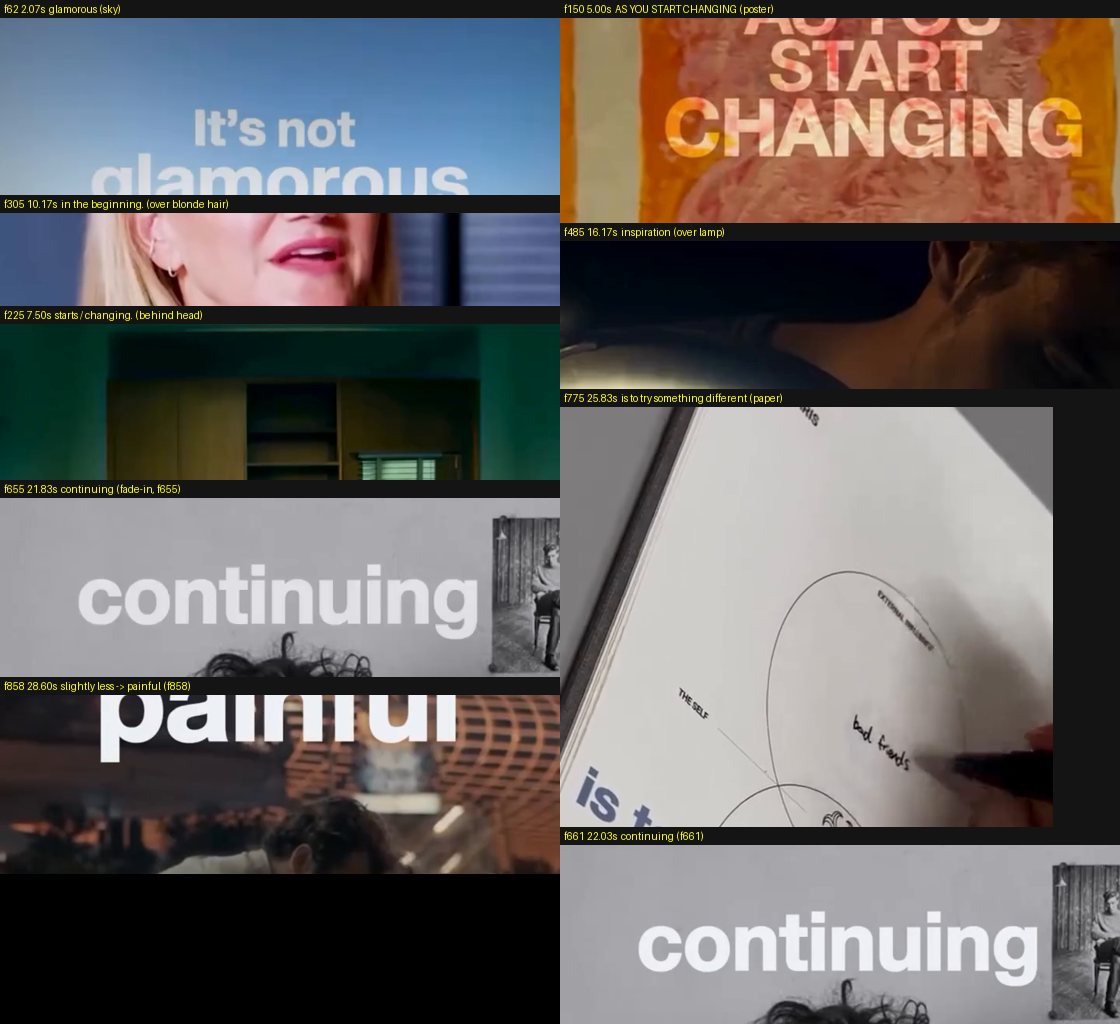 f62 2.07s glamorous (sky)
It's not
glamorous
f305 10.17s in the beginning. (over blonde hair)
f225 7.50s starts / changing. (behind head)
f655 21.83s continuing (fade-in, f655)
continuing
f858 28.60s slightly less -> painful (f858)
painful
f150 5.00s AS YOU START CHANGING (poster)
AS YOU
START
CHANGING
f485 16.17s inspiration (over lamp)
f775 25.83s is to try something different (paper)
THE SELF
bad friends
is t
f661 22.03s continuing (f661)
continuing